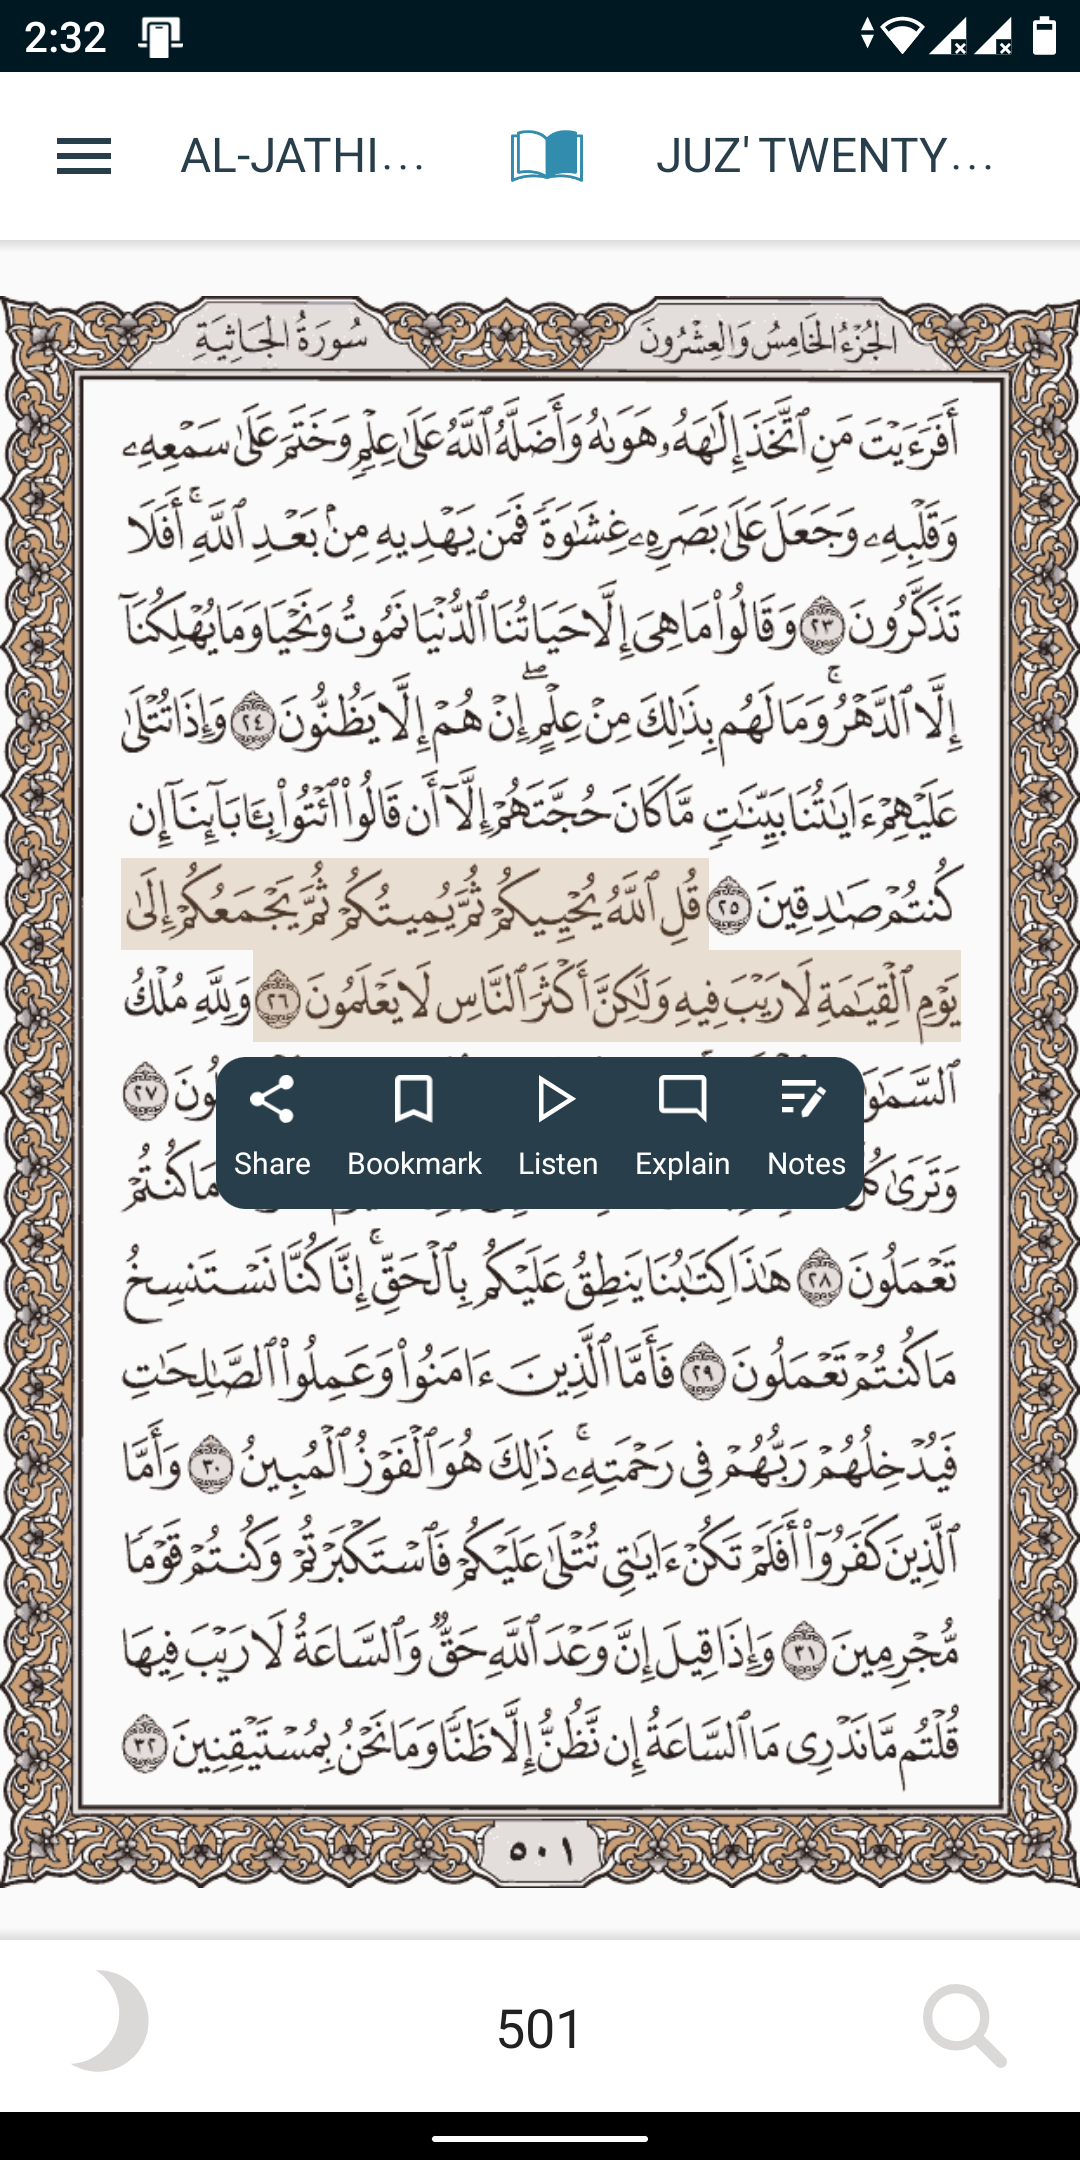 2:32
AL-JATHI...
JUZ' TWENTY...
الجُزْءُ الخَامِسُ وَالعِشْرُونَ
سُورَةُ الجَاثِيَةِ
أَفَرَءَيْتَ مَنِ ٱتَّخَذَ إِلَٰهَهُۥ هَوَىٰهُ وَأَضَلَّهُ ٱللَّهُ عَلَىٰ عِلْمٍ وَخَتَمَ عَلَىٰ سَمْعِهِۦ
وَقَلْبِهِۦ وَجَعَلَ عَلَىٰ بَصَرِهِۦ غِشَٰوَةً فَمَن يَهْدِيهِ مِنۢ بَعْدِ ٱللَّهِۚ أَفَلَا
تَذَكَّرُونَ ٢٣ وَقَالُوا۟ مَا هِىَ إِلَّا حَيَاتُنَا ٱلدُّنْيَا نَمُوتُ وَنَحْيَا وَمَا يُهْلِكُنَآ
إِلَّا ٱلدَّهْرُۚ وَمَا لَهُم بِذَٰلِكَ مِنْ عِلْمٍۖ إِنْ هُمْ إِلَّا يَظُنُّونَ ٢٤ وَإِذَا تُتْلَىٰ
عَلَيْهِمْ ءَايَٰتُنَا بَيِّنَٰتٍ مَّا كَانَ حُجَّتَهُمْ إِلَّآ أَن قَالُوا۟ ٱئْتُوا۟ بِـَٔابَآئِنَآ إِن
كُنتُمْ صَٰدِقِينَ ٢٥ قُلِ ٱللَّهُ يُحْيِيكُمْ ثُمَّ يُمِيتُكُمْ ثُمَّ يَجْمَعُكُمْ إِلَىٰ
يَوْمِ ٱلْقِيَٰمَةِ لَا رَيْبَ فِيهِ وَلَٰكِنَّ أَكْثَرَ ٱلنَّاسِ لَا يَعْلَمُونَ ٢٦ وَلِلَّهِ مُلْكُ
٢٧
Share Bookmark Listen Explain Notes
وَتَرَىٰ مَا كُنتُمْ
تَعْمَلُونَ ٢٨ هَٰذَا كِتَٰبُنَا يَنطِقُ عَلَيْكُم بِٱلْحَقِّۚ إِنَّا كُنَّا نَسْتَنسِخُ
مَا كُنتُمْ تَعْمَلُونَ ٢٩ فَأَمَّا ٱلَّذِينَ ءَامَنُوا۟ وَعَمِلُوا۟ ٱلصَّٰلِحَٰتِ
فَيُدْخِلُهُمْ رَبُّهُمْ فِى رَحْمَتِهِۦۚ ذَٰلِكَ هُوَ ٱلْفَوْزُ ٱلْمُبِينُ ٣٠ وَأَمَّا
ٱلَّذِينَ كَفَرُوٓا۟ أَفَلَمْ تَكُنْ ءَايَٰتِى تُتْلَىٰ عَلَيْكُمْ فَٱسْتَكْبَرْتُمْ وَكُنتُمْ قَوْمًا
مُّجْرِمِينَ ٣١ وَإِذَا قِيلَ إِنَّ وَعْدَ ٱللَّهِ حَقٌّ وَٱلسَّاعَةُ لَا رَيْبَ فِيهَا
قُلْتُم مَّا نَدْرِى مَا ٱلسَّاعَةُ إِن نَّظُنُّ إِلَّا ظَنًّا وَمَا نَحْنُ بِمُسْتَيْقِنِينَ ٣٢
٥٠١
501